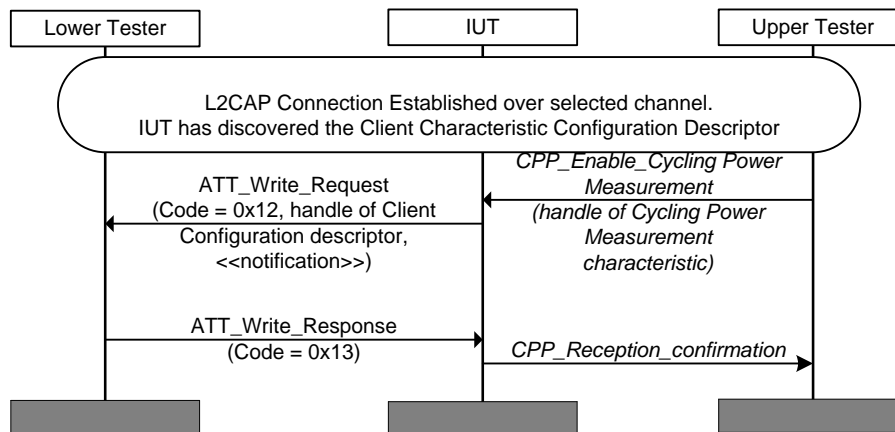 Lower Tester
IUT
Upper Tester
L2CAP Connection Established over selected channel.
IUT has discovered the Client Characteristic Configuration Descriptor
CPP_Enable_Cycling Power
Measurement
(handle of Cycling Power
Measurement
characteristic)
ATT_Write_Request
(Code = 0x12, handle of Client
Configuration descriptor,
<<notification>>)
ATT_Write_Response
(Code = 0x13)
CPP_Reception_confirmation